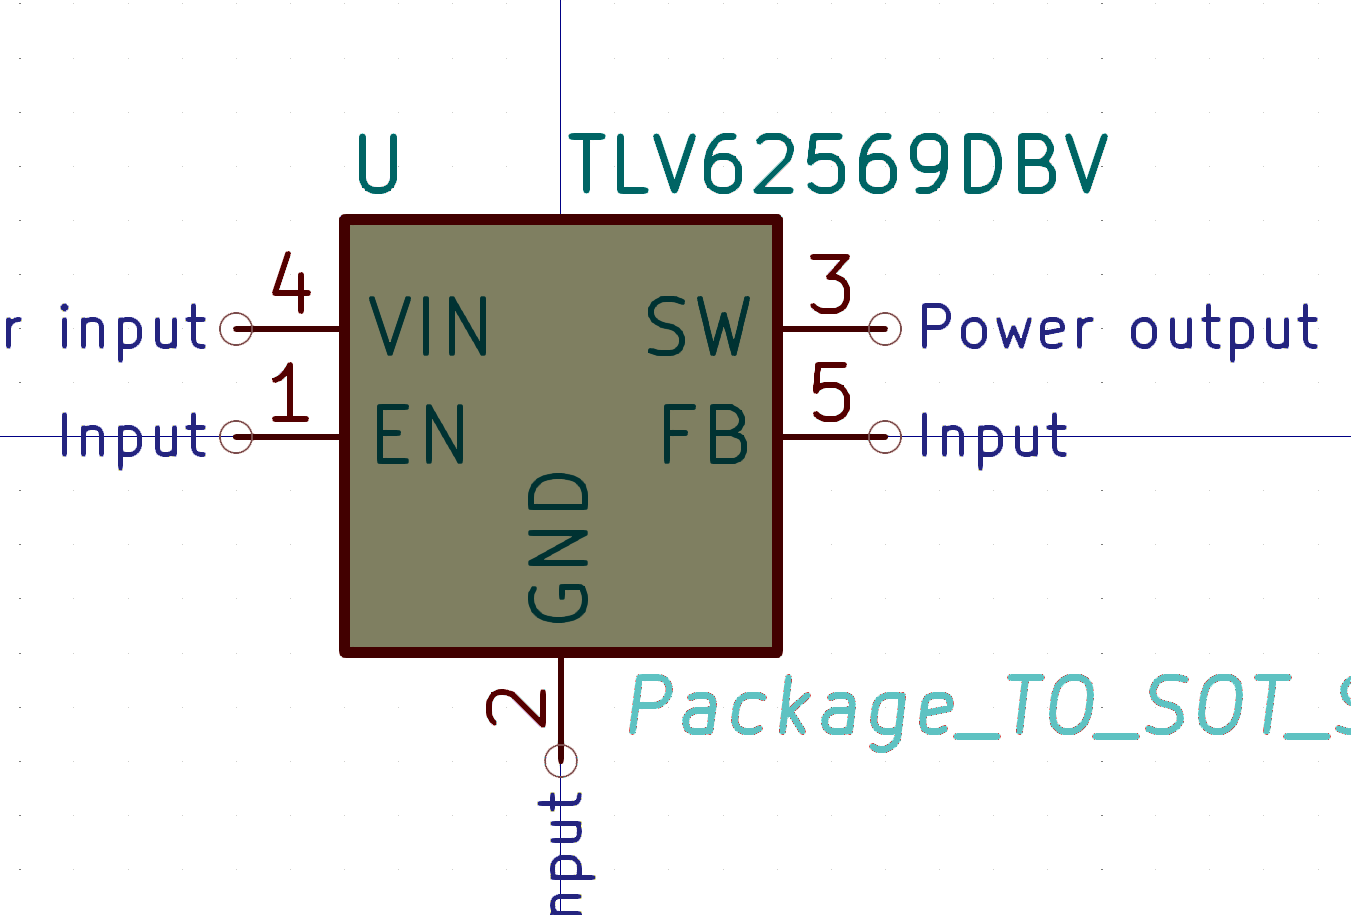 U TLV62569DBV
4 3
r input VIN SW Power output
1 5
Input EN FB Input
GND
2
Package_TO_SOT_S
nput